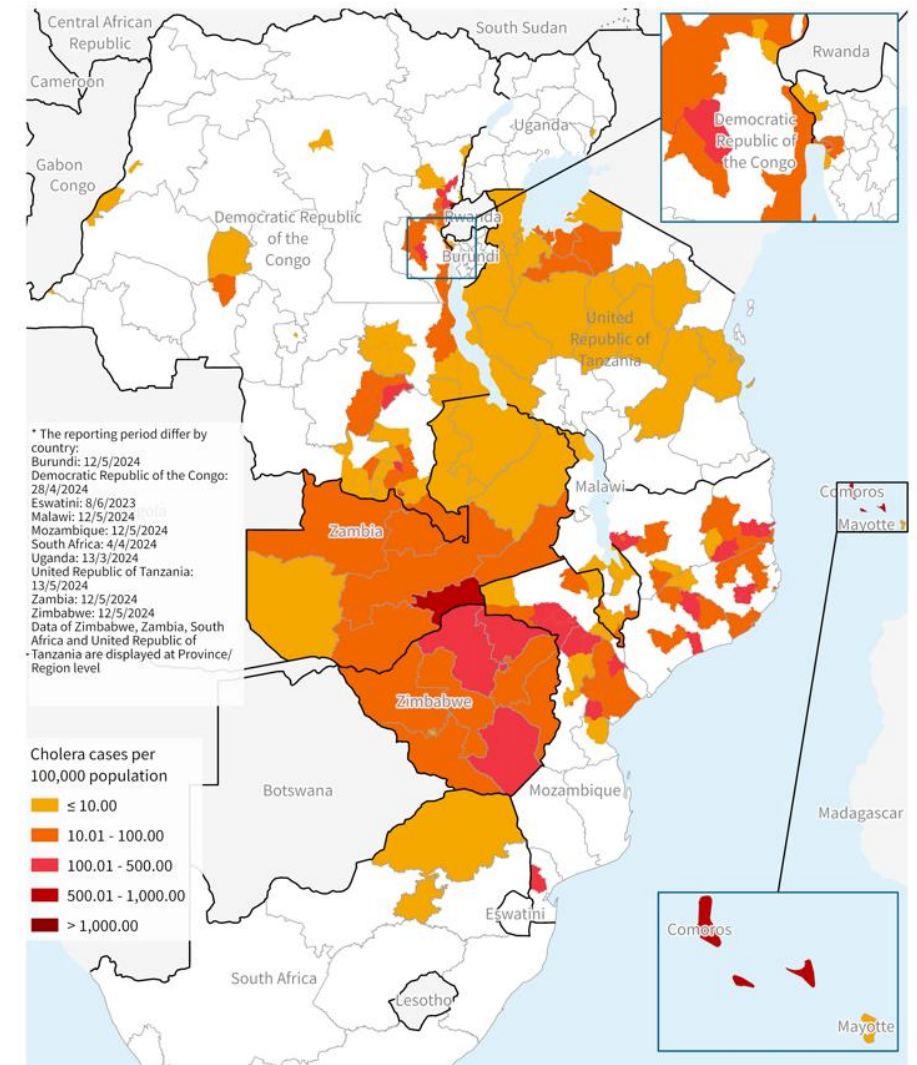 Central African
Republic
South Sudan
Cameroon
Rwanda
Uganda
Democratic
Republic of
the Congo
Gabon
Congo
Democratic Republic
of the
Congo
Rwanda
Burundi
United
Republic of
Tanzania
* The reporting period differ by
country:
Burundi: 12/5/2024
Democratic Republic of the Congo:
28/4/2024
Eswatini: 8/6/2023
Malawi: 12/5/2024
Mozambique: 12/5/2024
South Africa: 4/4/2024
Uganda: 13/3/2024
United Republic of Tanzania:
13/5/2024
Zambia: 12/5/2024
Zimbabwe: 12/5/2024
Data of Zimbabwe, Zambia, South
Africa and United Republic of
Tanzania are displayed at Province/
Region level
Malawi
Comoros
Mayotte
Zambia
Zimbabwe
Cholera cases per
100,000 population
≤ 10.00
10.01 - 100.00
100.01 - 500.00
500.01 - 1,000.00
> 1,000.00
Botswana
Mozambique
Madagascar
Eswatini
South Africa
Lesotho
Comoros
Mayotte